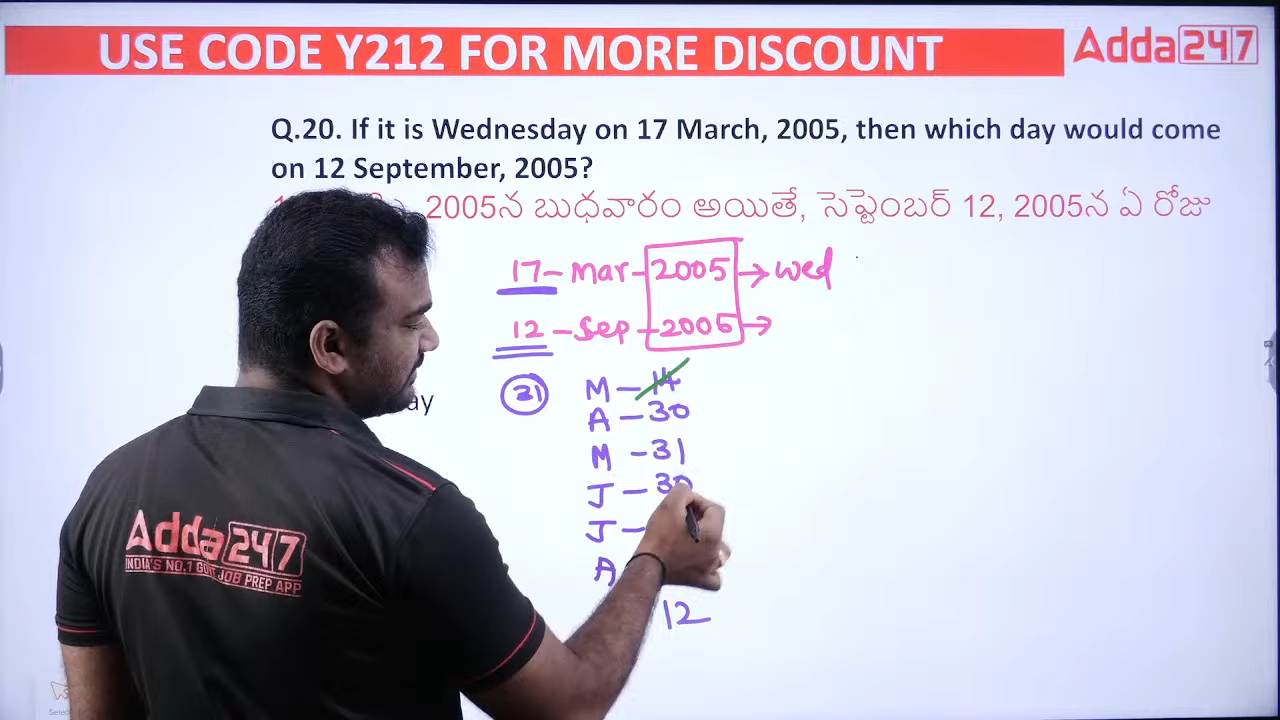 USE CODE Y212 FOR MORE DISCOUNT
Adda247
Q.20. If it is Wednesday on 17 March, 2005, then which day would come
on 12 September, 2005?
2005న బుధవారం అయితే, సెప్టెంబర్ 12, 2005న ఏ రోజు
17-Mar-2005→Wed
12-Sep-2005→
31
M-14
A-30
M-31
J-30
J-
A
12
Adda247
INDIA'S NO.1 GOVT JOB PREP APP